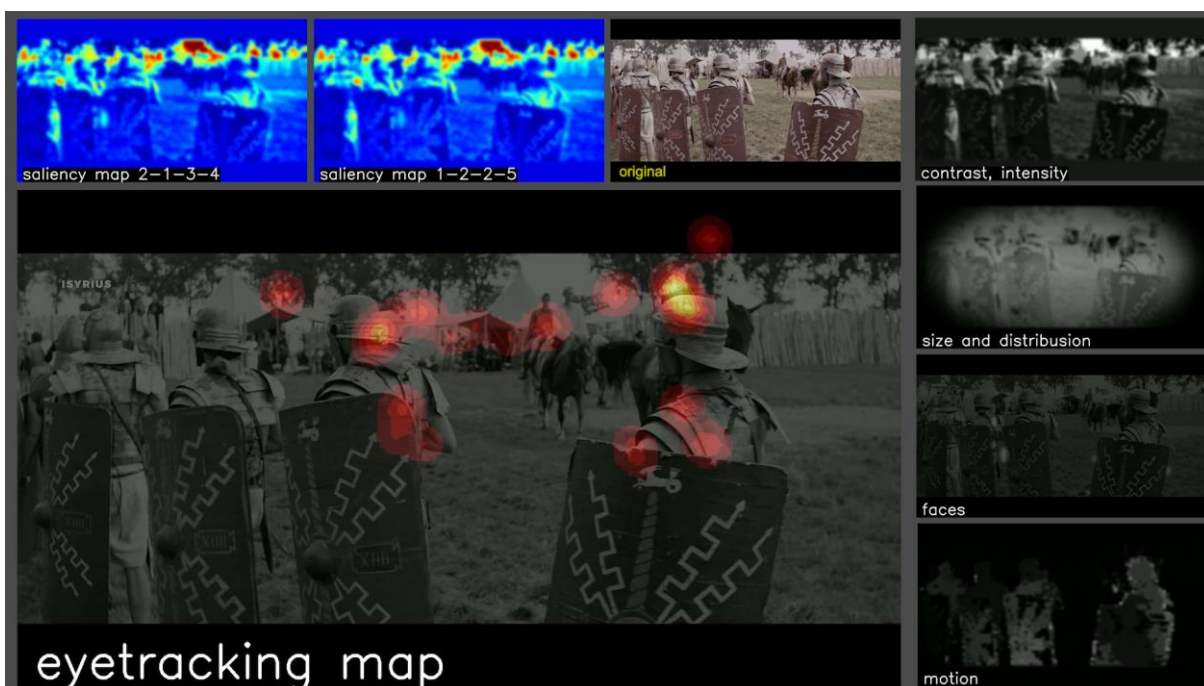 saliency map 2-1-3-4
saliency map 1-2-2-5
original
contrast, intensity
ISYRIUS
size and distribusion
faces
eyetracking map
motion